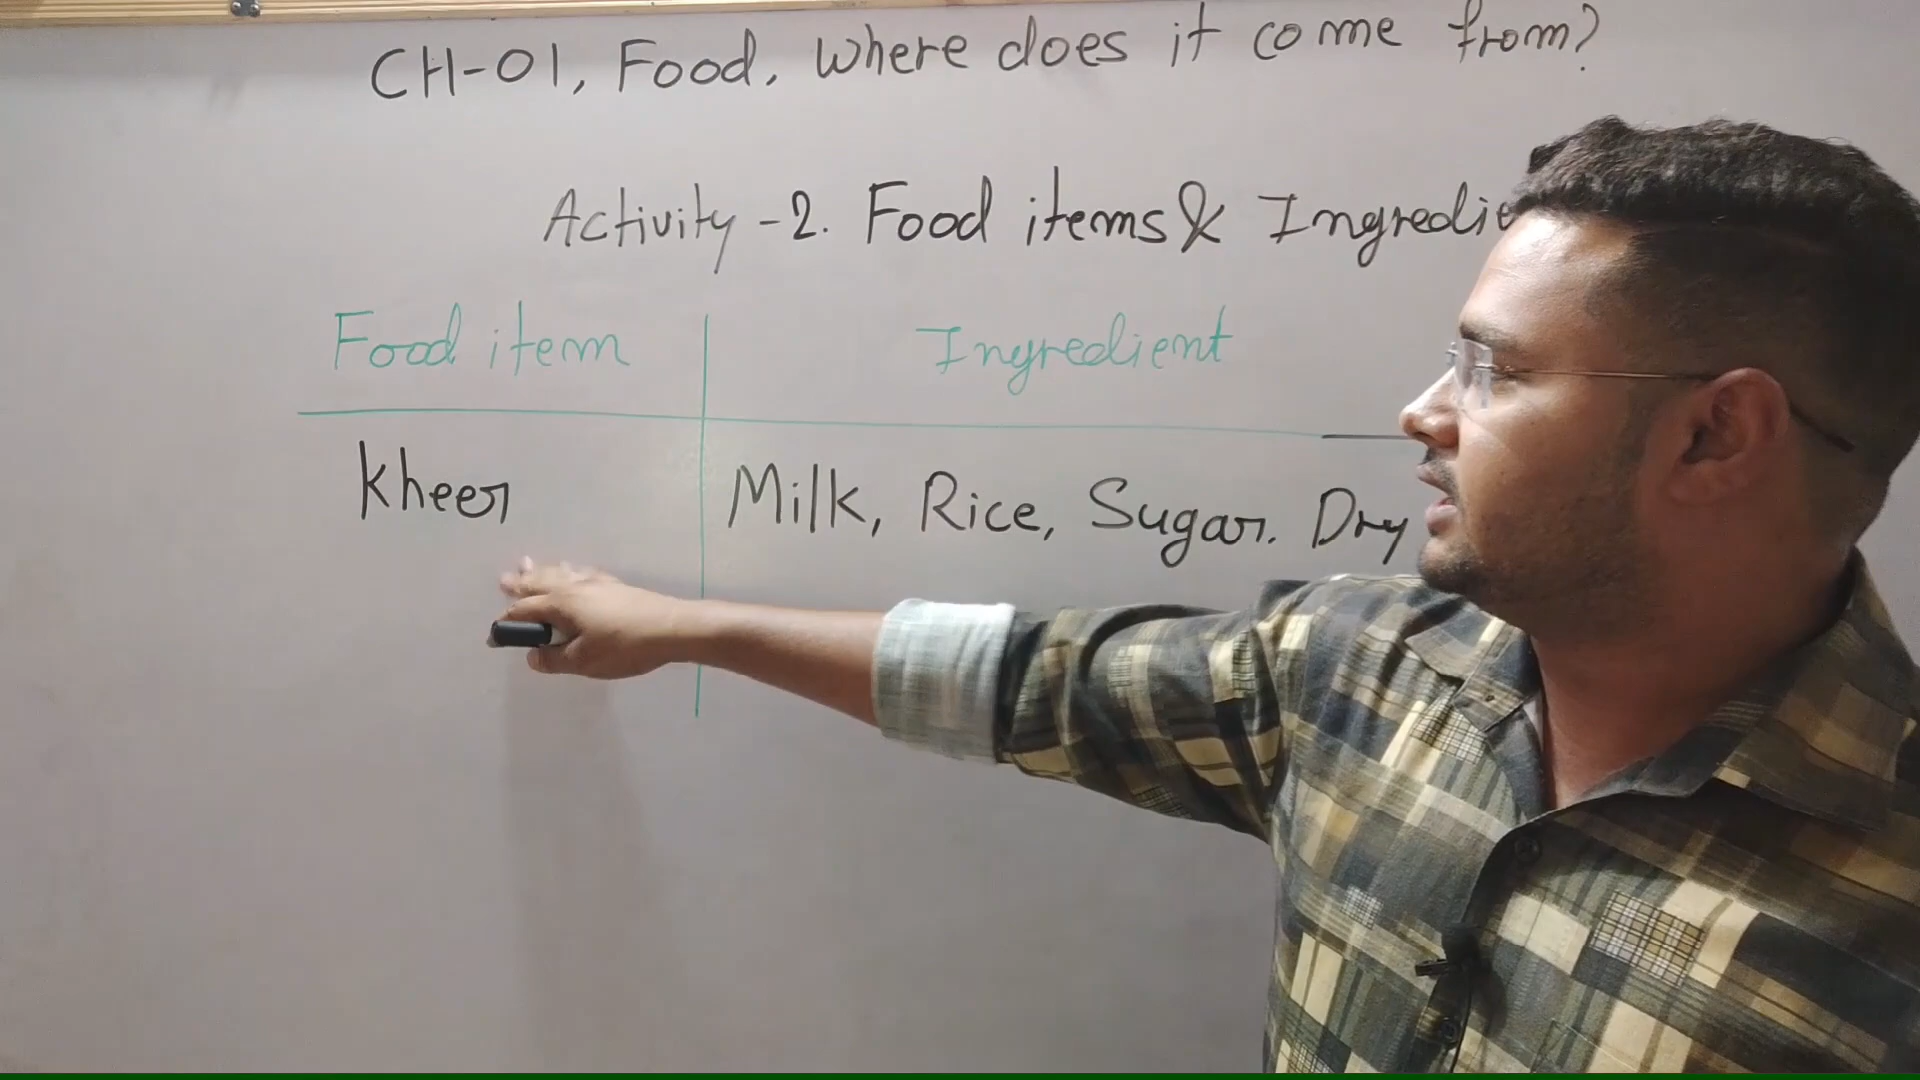 CH-01, Food, Where does it come from?
Activity -2. Food items & Ingredie
Food item Ingredient
Kheer Milk, Rice, Sugar. Dry